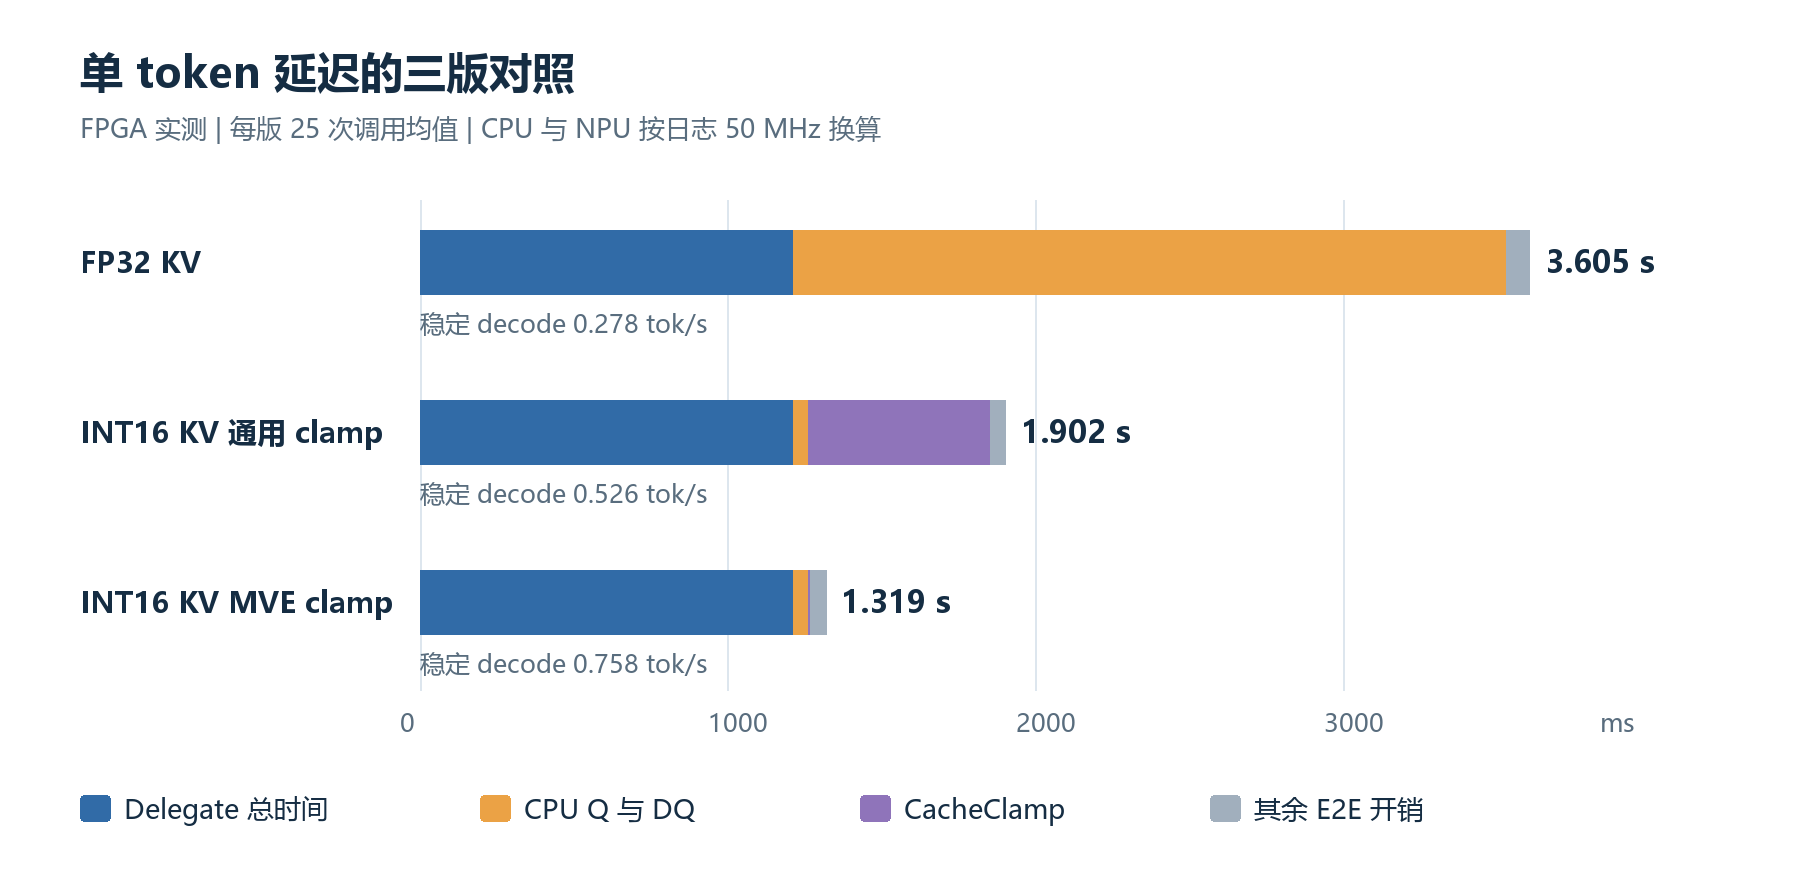 单 token 延迟的三版对照
FPGA 实测 | 每版 25 次调用均值 | CPU 与 NPU 按日志 50 MHz 换算
FP32 KV
3.605 s
稳定 decode 0.278 tok/s
INT16 KV 通用 clamp
1.902 s
稳定 decode 0.526 tok/s
INT16 KV MVE clamp
1.319 s
稳定 decode 0.758 tok/s
0 1000 2000 3000 ms
Delegate 总时间 CPU Q 与 DQ CacheClamp 其余 E2E 开销